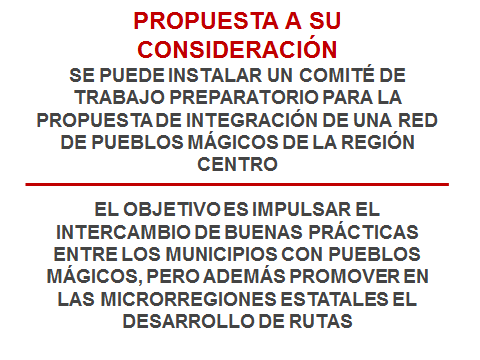 PROPUESTA A SU
CONSIDERACIÓN
SE PUEDE INSTALAR UN COMITÉ DE
TRABAJO PREPARATORIO PARA LA
PROPUESTA DE INTEGRACIÓN DE UNA RED
DE PUEBLOS MÁGICOS DE LA REGIÓN
CENTRO
EL OBJETIVO ES IMPULSAR EL
INTERCAMBIO DE BUENAS PRÁCTICAS
ENTRE LOS MUNICIPIOS CON PUEBLOS
MÁGICOS, PERO ADEMÁS PROMOVER EN
LAS MICRORREGIONES ESTATALES EL
DESARROLLO DE RUTAS